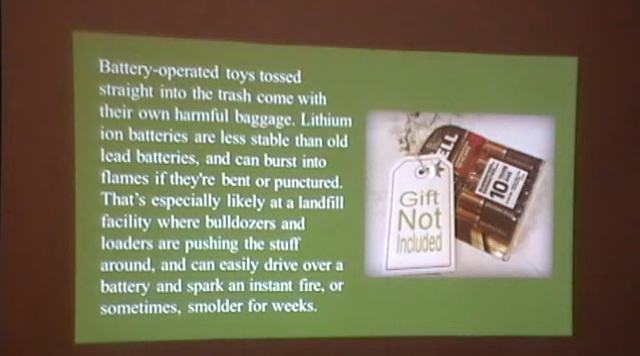 Battery-operated toys tossed
straight into the trash come with
their own harmful baggage. Lithium
ion batteries are less stable than old
lead batteries, and can burst into
flames if they're bent or punctured.
That's especially likely at a landfill
facility where bulldozers and
loaders are pushing the stuff
around, and can easily drive over a
battery and spark an instant fire, or
sometimes, smolder for weeks.
Gift
Not
Included
ELL
10